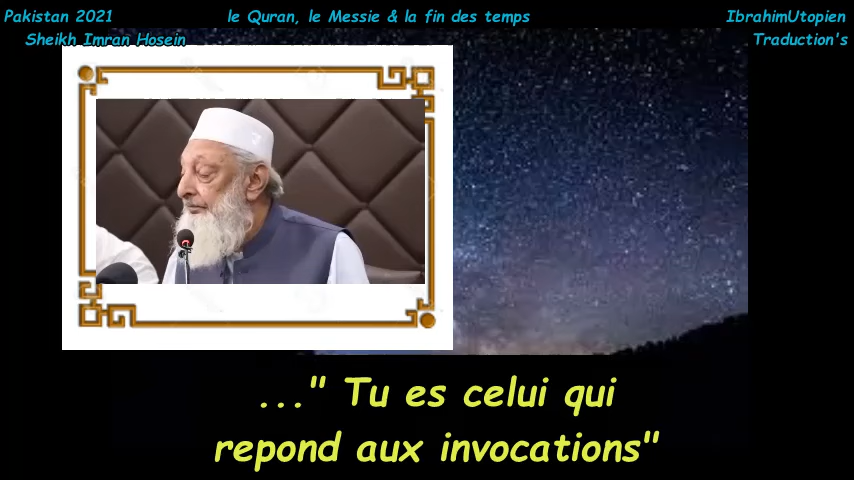 Pakistan 2021 le Quran, le Messie & la fin des temps IbrahimUtopien
Sheikh Imran Hosein Traduction's
..." Tu es celui qui
repond aux invocations"